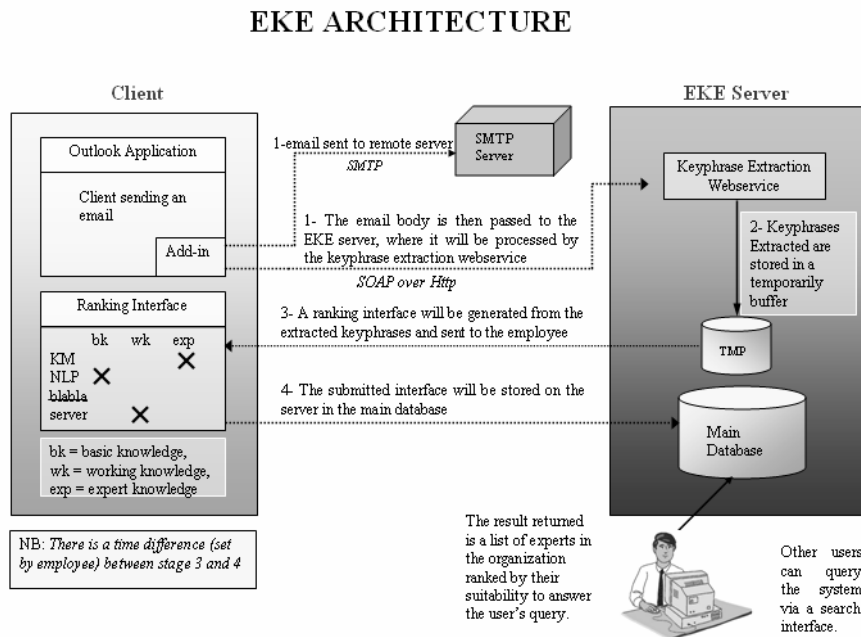 EKE ARCHITECTURE
Client
EKE Server
Outlook Application
Client sending an
email
Add-in
1-email sent to remote server
SMTP
SMTP
Server
Keyphrase Extraction
Webservice
1- The email body is then passed to the
EKE server, where it will be processed by
the keyphrase extraction webservice
SOAP over Http
2- Keyphrases
Extracted are
stored in a
temporarily
buffer
Ranking Interface
bk wk exp
KM
NLP
blabla
server
3- A ranking interface will be generated from the
extracted keyphrases and sent to the employee
TMP
4- The submitted interface will be stored on the
server in the main database
Main
Database
bk = basic knowledge,
wk = working knowledge,
exp = expert knowledge
NB: There is a time difference (set
by employee) between stage 3 and 4
The result returned
is a list of experts in
the organization
ranked by their
suitability to answer
the user's query.
Other users
can query
the system
via a search
interface.